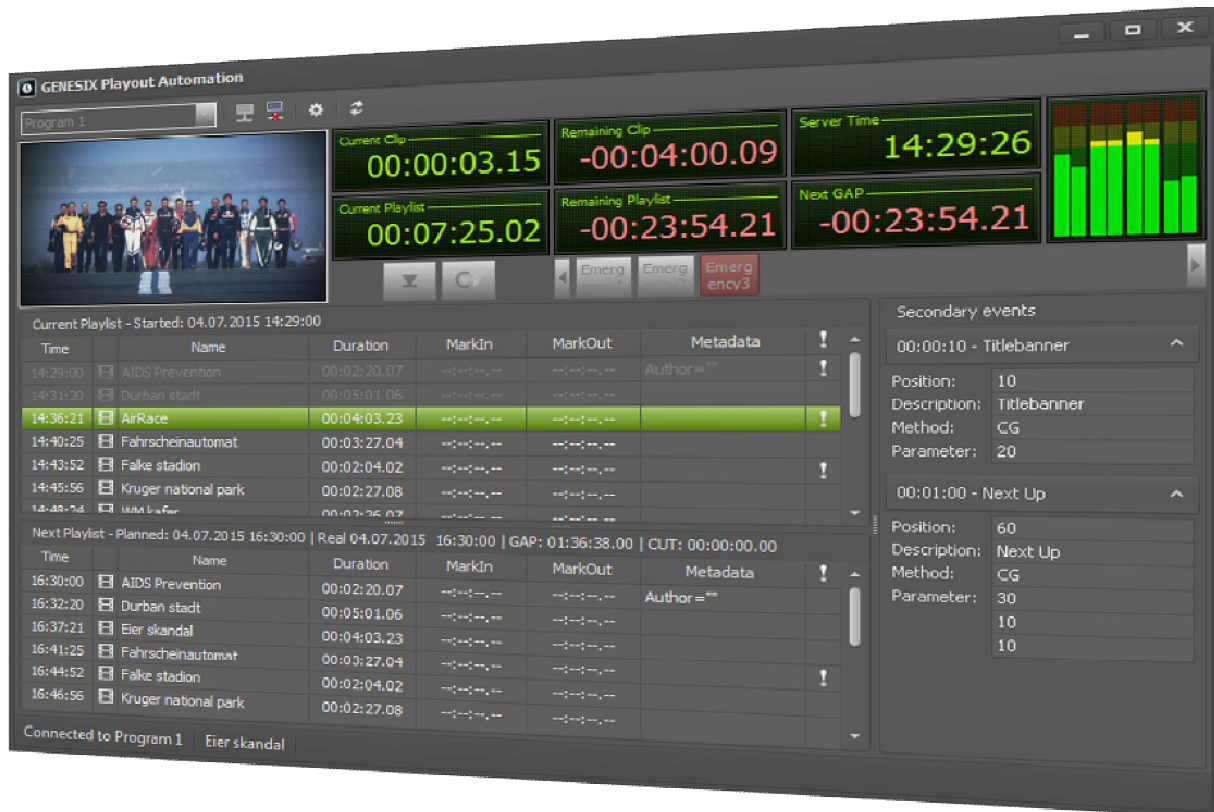 GENESIX Playout Automation
Program 1
Current Clip
00:00:03.15
Remaining Clip
-00:04:00.09
Server Time
14:29:26
Current Playlist
00:07:25.02
Remaining Playlist
-00:23:54.21
Next GAP
-00:23:54.21
Emerg
Emerg
Emerg
ency3
Current Playlist - Started: 04.07.2015 14:29:00
Time Name Duration MarkIn MarkOut Metadata !
14:29:00 AIDS Prevention 00:02:20.07 --:--:--.-- --:--:--.-- Author="" !
14:31:20 Durban stadt 00:05:01.06 --:--:--.-- --:--:--.--
14:36:21 AirRace 00:04:03.23 --:--:--.-- --:--:--.-- !
14:40:25 Fahrscheinautomat 00:03:27.04 --:--:--.-- --:--:--.--
14:43:52 Falke stadion 00:02:04.02 --:--:--.-- --:--:--.-- !
14:45:56 Kruger national park 00:02:27.08 --:--:--.-- --:--:--.--
14:48:24 WM kafer 00:02:26.07 --:--:--.-- --:--:--.--
Next Playlist - Planned: 04.07.2015 16:30:00 | Real 04.07.2015 16:30:00 | GAP: 01:36:38.00 | CUT: 00:00:00.00
Time Name Duration MarkIn MarkOut Metadata !
16:30:00 AIDS Prevention 00:02:20.07 --:--:--.-- --:--:--.-- Author=""
16:32:20 Durban stadt 00:05:01.06 --:--:--.-- --:--:--.--
16:37:21 Eier skandal 00:04:03.23 --:--:--.-- --:--:--.--
16:41:25 Fahrscheinautomat 00:03:27.04 --:--:--.-- --:--:--.--
16:44:52 Falke stadion 00:02:04.02 --:--:--.-- --:--:--.-- !
16:46:56 Kruger national park 00:02:27.08 --:--:--.-- --:--:--.--
Connected to Program 1 Eier skandal
Secondary events
00:00:10 - Titlebanner
Position: 10
Description: Titlebanner
Method: CG
Parameter: 20
00:01:00 - Next Up
Position: 60
Description: Next Up
Method: CG
Parameter: 30
10
10